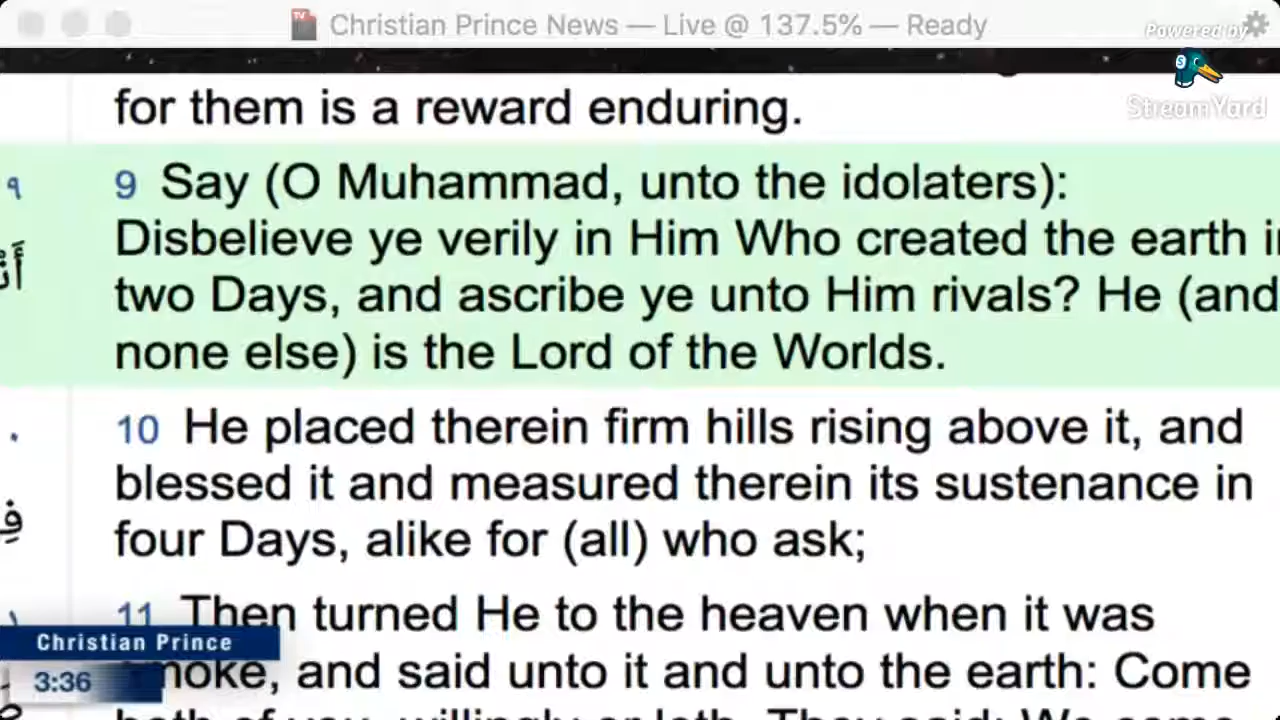 Christian Prince News — Live @ 137.5% — Ready
Powered by
StreamYard
for them is a reward enduring.
٩
9 Say (O Muhammad, unto the idolaters):
Disbelieve ye verily in Him Who created the earth
two Days, and ascribe ye unto Him rivals? He (and
none else) is the Lord of the Worlds.
10 He placed therein firm hills rising above it, and
blessed it and measured therein its sustenance in
four Days, alike for (all) who ask;
11 Then turned He to the heaven when it was
moke, and said unto it and unto the earth: Come
Christian Prince
3:36